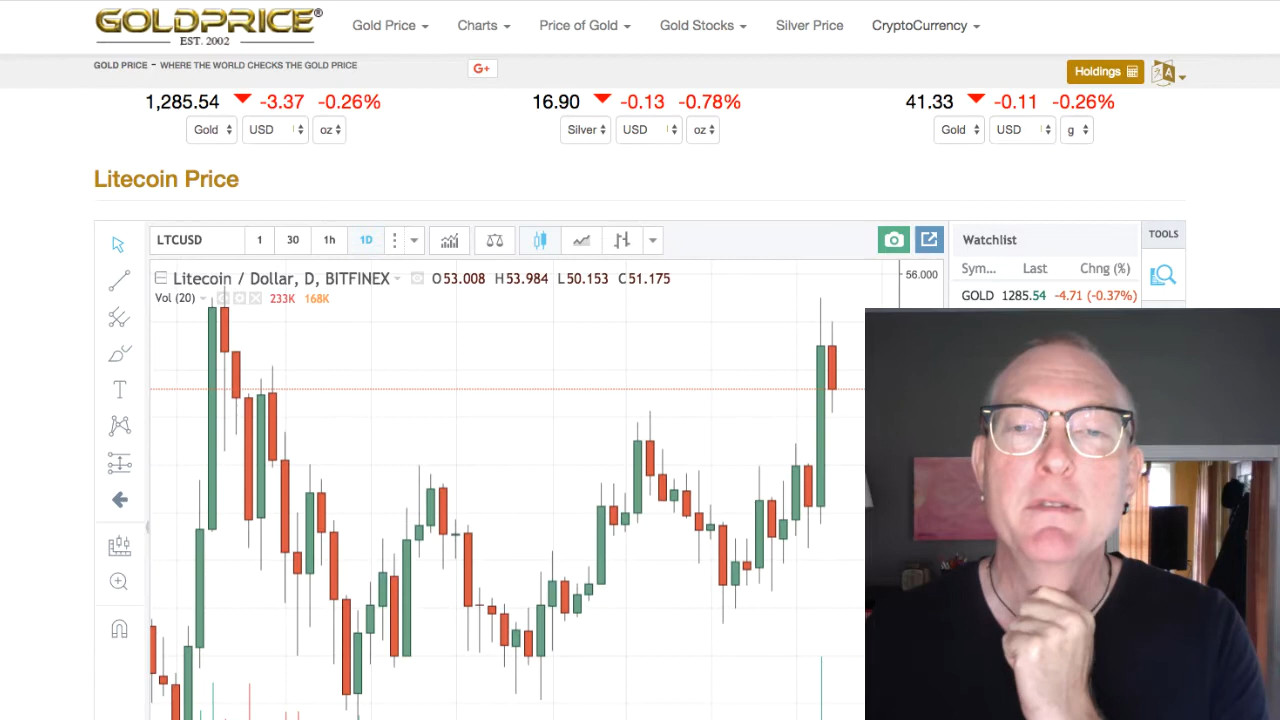 GOLDPRICE®
EST. 2002
Gold Price Charts Price of Gold Gold Stocks Silver Price CryptoCurrency
GOLD PRICE - WHERE THE WORLD CHECKS THE GOLD PRICE
G+
Holdings
A
1,285.54 -3.37 -0.26% 16.90 -0.13 -0.78% 41.33 -0.11 -0.26%
Gold USD oz Silver USD oz Gold USD g
Litecoin Price
LTCUSD 1 30 1h 1D
Watchlist
TOOLS
Litecoin / Dollar, D, BITFINEX O53.008 H53.984 L50.153 C51.175
56.000
Sym... Last Chng (%)
Vol (20) 233K 168K
GOLD 1285.54 -4.71 (-0.37%)
T